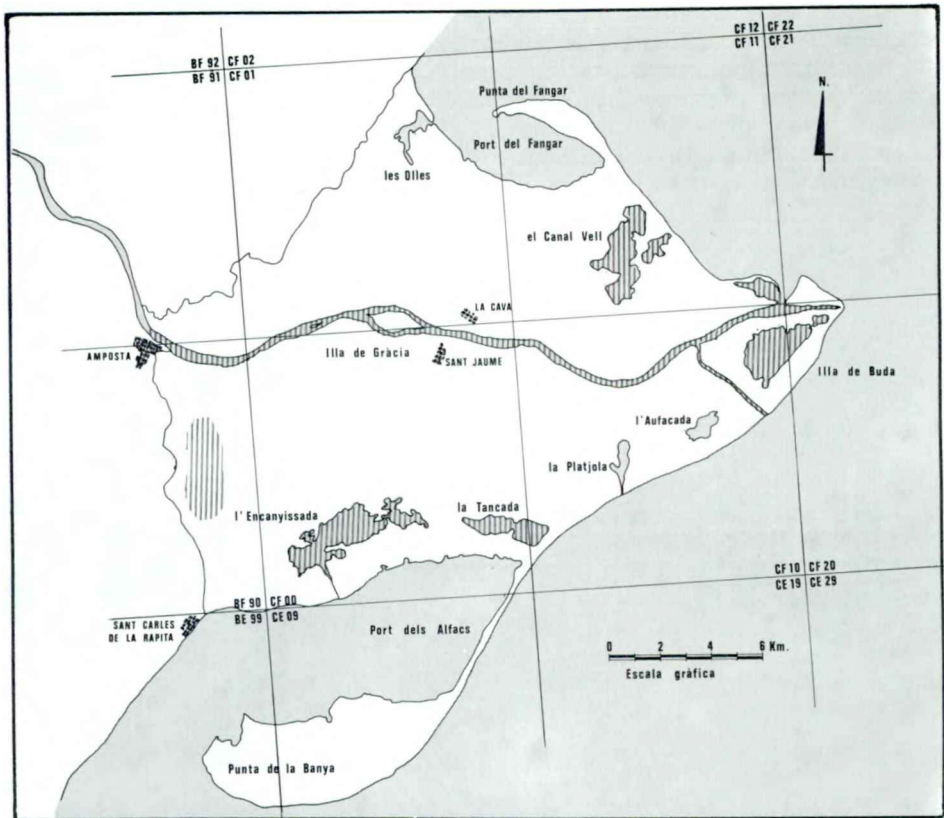 CF 12 CF 22
CF 11 CF 21
BF 92 CF 02
BF 91 CF 01
N.
Punta del Fangar
Port del Fangar
les Olles
el Canal Vell
LA CAVA
AMPOSTA
Illa de Gràcia
SANT JAUME
Illa de Buda
l'Aufacada
la Platjola
l'Encanyissada
la Tancada
CF 10 CF 20
CE 19 CE 29
BF 90 CF 00
BE 99 CE 09
SANT CARLES
DE LA RAPITA
Port dels Alfacs
0 2 4 6 Km.
Escala gráfica
Punta de la Banya